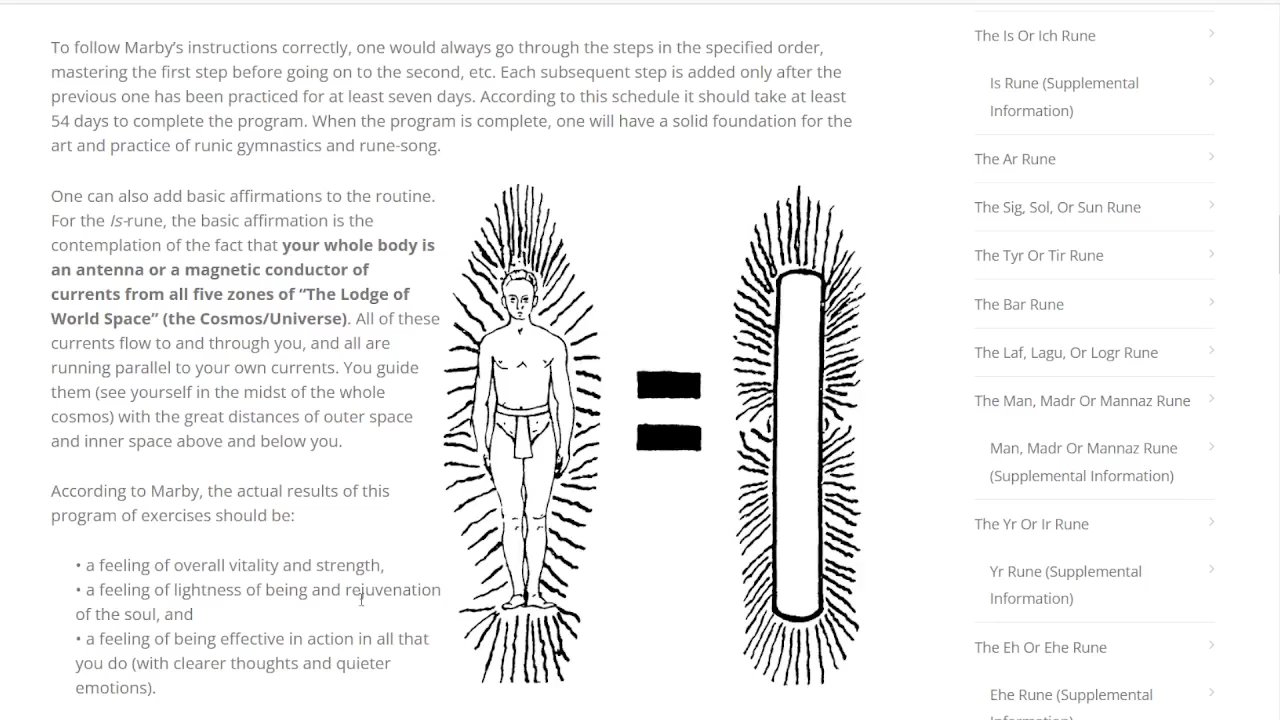 To follow Marby’s instructions correctly, one would always go through the steps in the specified order,
mastering the first step before going on to the second, etc. Each subsequent step is added only after the
previous one has been practiced for at least seven days. According to this schedule it should take at least
54 days to complete the program. When the program is complete, one will have a solid foundation for the
art and practice of runic gymnastics and rune-song.
One can also add basic affirmations to the routine.
For the Is-rune, the basic affirmation is the
contemplation of the fact that your whole body is
an antenna or a magnetic conductor of
currents from all five zones of “The Lodge of
World Space” (the Cosmos/Universe). All of these
currents flow to and through you, and all are
running parallel to your own currents. You guide
them (see yourself in the midst of the whole
cosmos) with the great distances of outer space
and inner space above and below you.
According to Marby, the actual results of this
program of exercises should be:
• a feeling of overall vitality and strength,
• a feeling of lightness of being and rejuvenation
of the soul, and
• a feeling of being effective in action in all that
you do (with clearer thoughts and quieter
emotions).
The Is Or Ich Rune
Is Rune (Supplemental
Information)
The Ar Rune
The Sig, Sol, Or Sun Rune
The Tyr Or Tir Rune
The Bar Rune
The Laf, Lagu, Or Logr Rune
The Man, Madr Or Mannaz Rune
Man, Madr Or Mannaz Rune
(Supplemental Information)
The Yr Or Ir Rune
Yr Rune (Supplemental
Information)
The Eh Or Ehe Rune
Ehe Rune (Supplemental